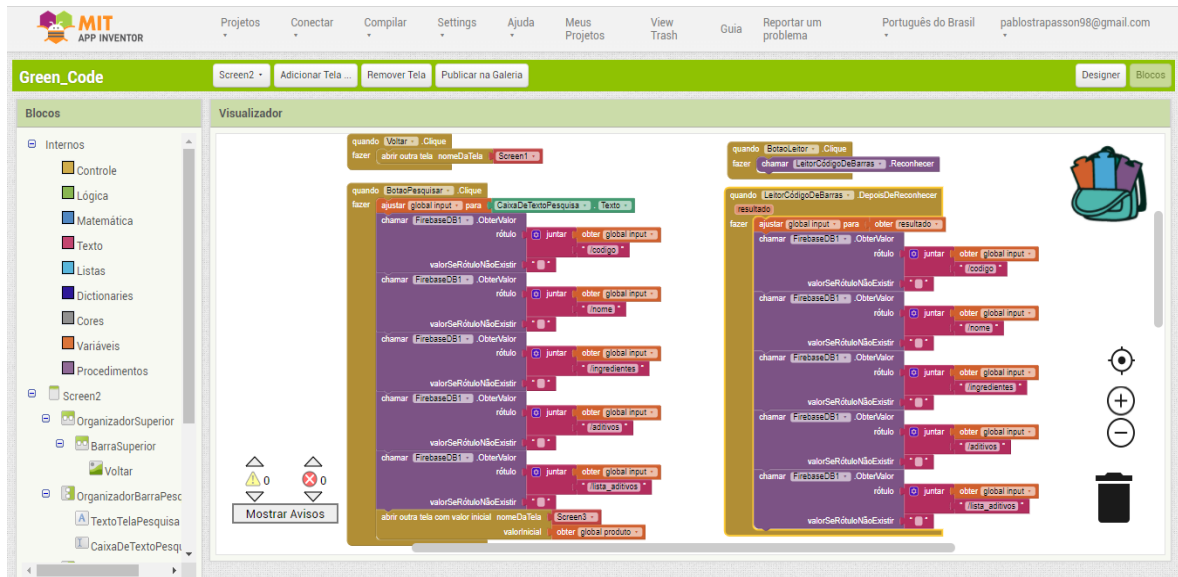 MIT
APP INVENTOR
Projetos
Conectar
Compilar
Settings
Ajuda
Meus Projetos
View Trash
Guia
Reportar um problema
Português do Brasil
pablostrapasson98@gmail.com
Green_Code
Screen2
Adicionar Tela ...
Remover Tela
Publicar na Galeria
Designer
Blocos
Blocos
Internos
Controle
Lógica
Matemática
Texto
Listas
Dictionaries
Cores
Variáveis
Procedimentos
Screen2
OrganizadorSuperior
BarraSuperior
Voltar
OrganizadorBarraPesc
TextoTelaPesquisa
CaixaDeTextoPesqu
Visualizador
quando Voltar .Clique
fazer abrir outra tela nomeDaTela Screen1
quando BotaoPesquisar .Clique
fazer ajustar global input para CaixaDeTextoPesquisa . Texto
chamar FirebaseDB1 .ObterValor
rótulo juntar obter global input
" /codigo "
valorSeRótuloNãoExistir " "
chamar FirebaseDB1 .ObterValor
rótulo juntar obter global input
" /nome "
valorSeRótuloNãoExistir " "
chamar FirebaseDB1 .ObterValor
rótulo juntar obter global input
" /ingredientes "
valorSeRótuloNãoExistir " "
chamar FirebaseDB1 .ObterValor
rótulo juntar obter global input
" /aditivos "
valorSeRótuloNãoExistir " "
chamar FirebaseDB1 .ObterValor
rótulo juntar obter global input
" /lista_aditivos "
valorSeRótuloNãoExistir " "
abrir outra tela com valor inicial nomeDaTela Screen3
valorInicial obter global produto
quando BotaoLeitor .Clique
fazer chamar LeitorCódigoDeBarras .Reconhecer
quando LeitorCódigoDeBarras .DepoisDeReconhecer
resultado
fazer ajustar global input para obter resultado
chamar FirebaseDB1 .ObterValor
rótulo juntar obter global input
" /codigo "
valorSeRótuloNãoExistir " "
chamar FirebaseDB1 .ObterValor
rótulo juntar obter global input
" /nome "
valorSeRótuloNãoExistir " "
chamar FirebaseDB1 .ObterValor
rótulo juntar obter global input
" /ingredientes "
valorSeRótuloNãoExistir " "
chamar FirebaseDB1 .ObterValor
rótulo juntar obter global input
" /aditivos "
valorSeRótuloNãoExistir " "
chamar FirebaseDB1 .ObterValor
rótulo juntar obter global input
" /lista_aditivos "
valorSeRótuloNãoExistir " "
0
0
Mostrar Avisos